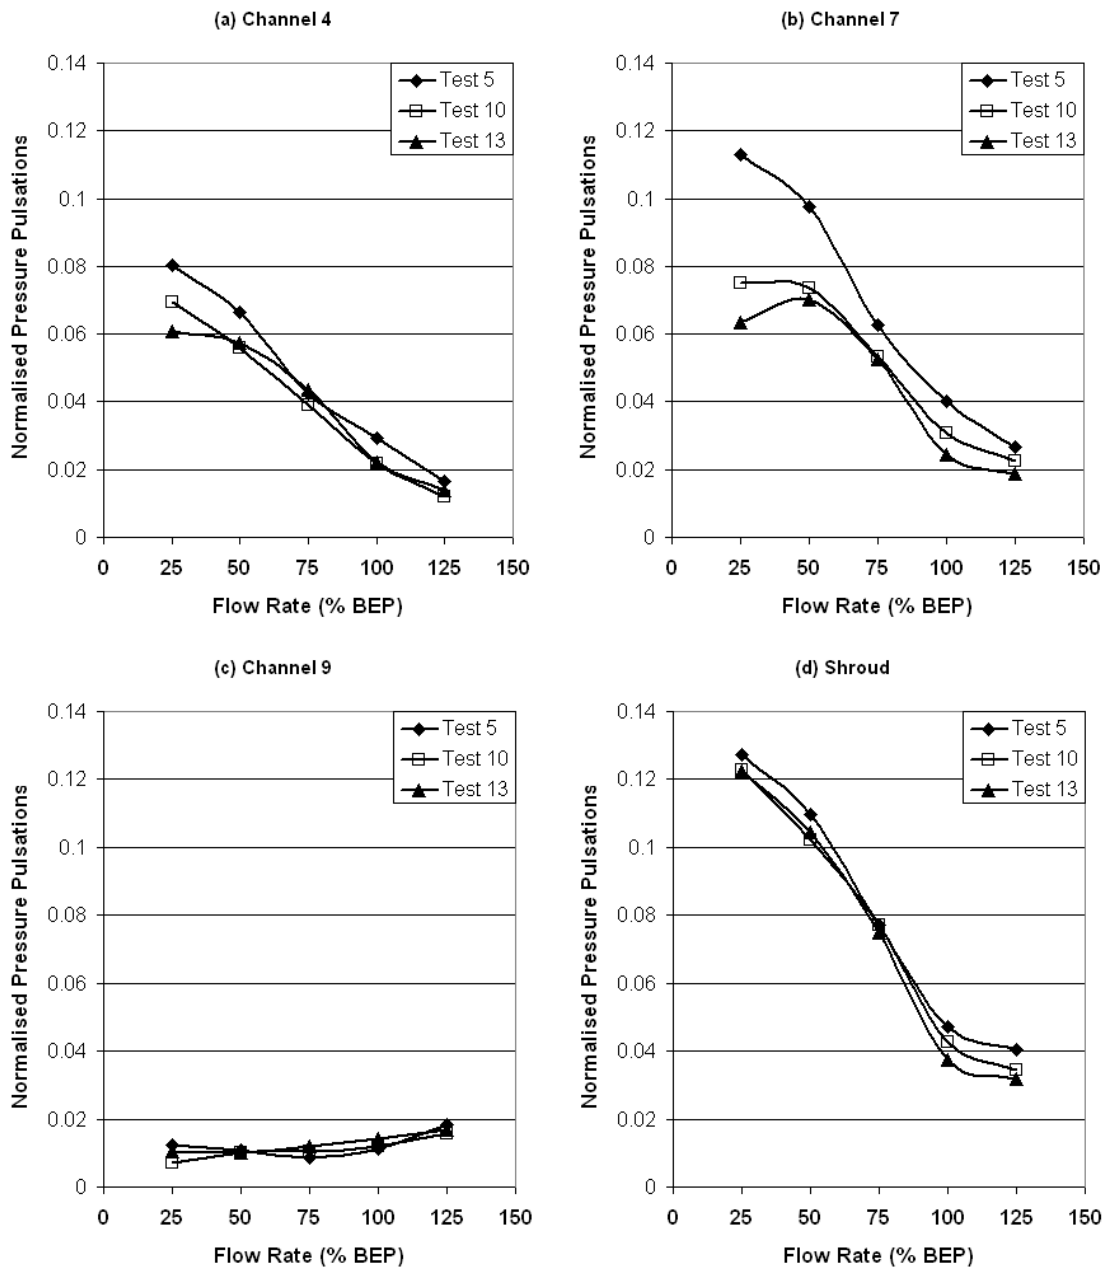 (a) Channel 4
Normalised Pressure Pulsations
0.14
0.12
0.1
0.08
0.06
0.04
0.02
0
0 25 50 75 100 125 150
Flow Rate (% BEP)
Test 5
Test 10
Test 13
(b) Channel 7
Normalised Pressure Pulsations
0.14
0.12
0.1
0.08
0.06
0.04
0.02
0
0 25 50 75 100 125 150
Flow Rate (% BEP)
Test 5
Test 10
Test 13
(c) Channel 9
Normalised Pressure Pulsations
0.14
0.12
0.1
0.08
0.06
0.04
0.02
0
0 25 50 75 100 125 150
Flow Rate (% BEP)
Test 5
Test 10
Test 13
(d) Shroud
Normalised Pressure Pulsations
0.14
0.12
0.1
0.08
0.06
0.04
0.02
0
0 25 50 75 100 125 150
Flow Rate (% BEP)
Test 5
Test 10
Test 13